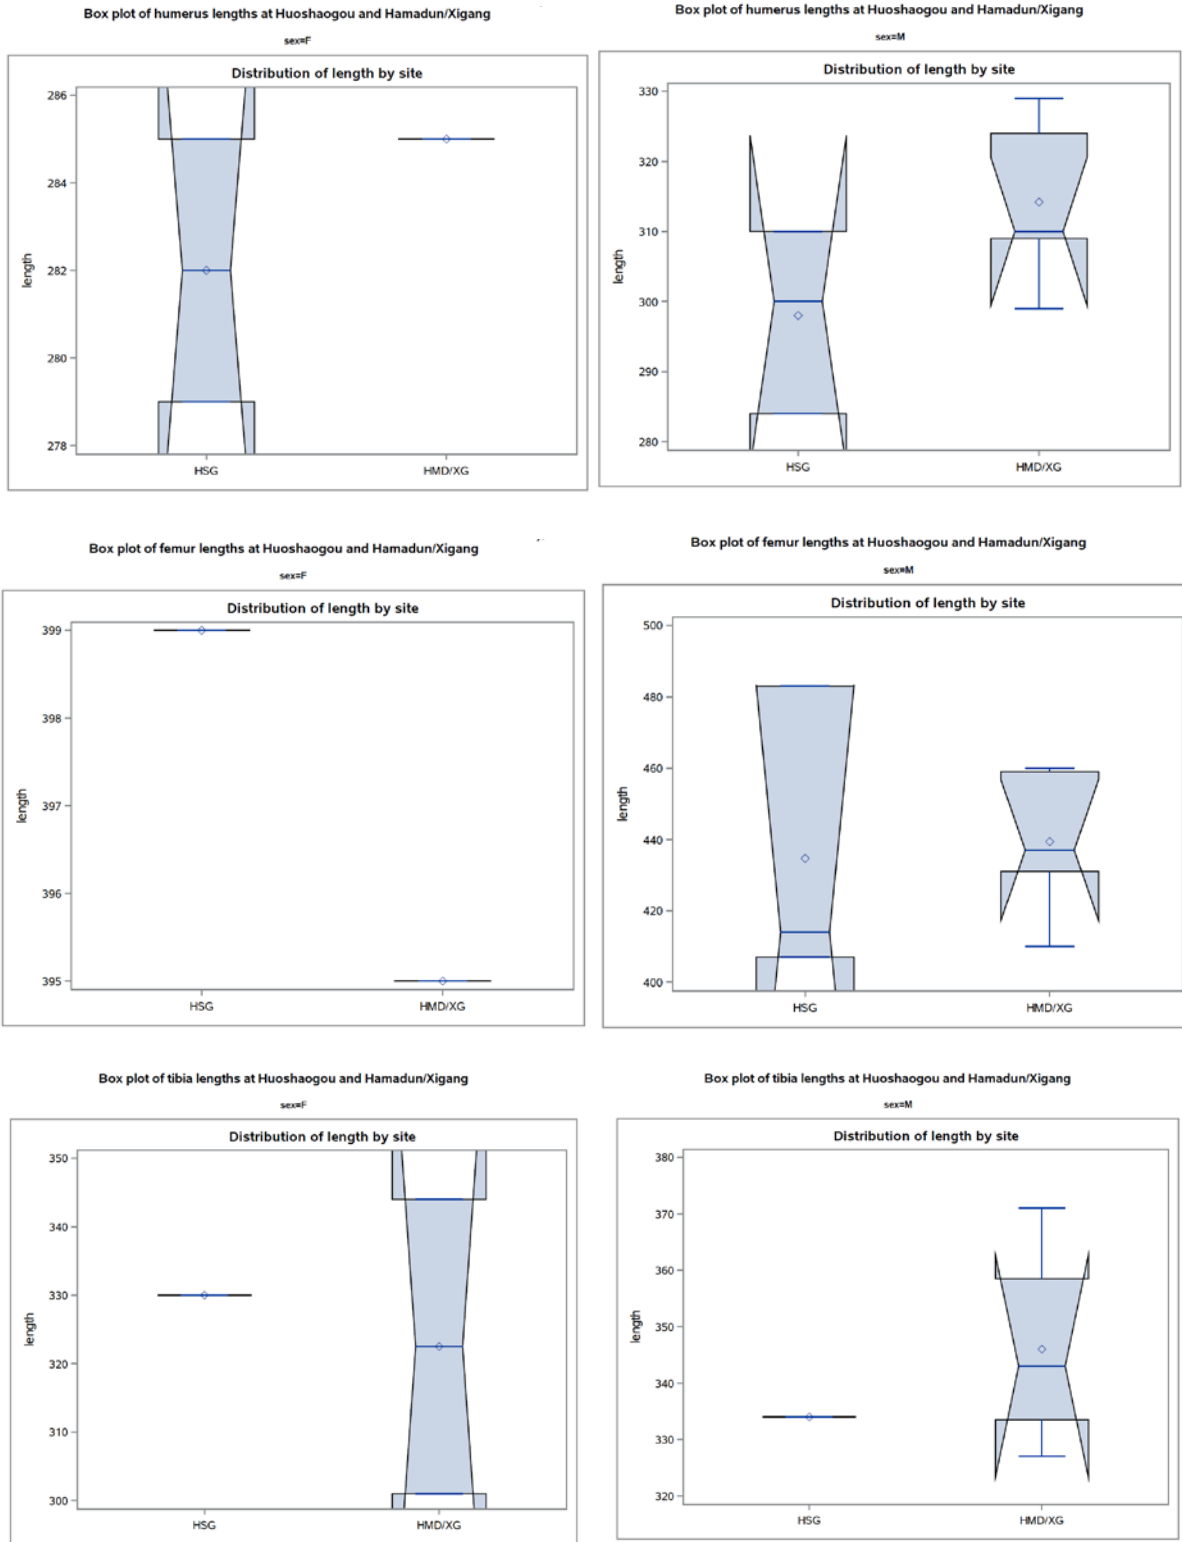 Box plot of humerus lengths at Huoshaogou and Hamadun/Xigang
sex=F
Distribution of length by site
286
284
282
280
278
length
HSG
HMD/XG
Box plot of humerus lengths at Huoshaogou and Hamadun/Xigang
sex=M
Distribution of length by site
330
320
310
300
290
280
length
HSG
HMD/XG
Box plot of femur lengths at Huoshaogou and Hamadun/Xigang
sex=F
Distribution of length by site
399
398
397
396
395
length
HSG
HMD/XG
Box plot of femur lengths at Huoshaogou and Hamadun/Xigang
sex=M
Distribution of length by site
500
480
460
440
420
400
length
HSG
HMD/XG
Box plot of tibia lengths at Huoshaogou and Hamadun/Xigang
sex=F
Distribution of length by site
350
340
330
320
310
300
length
HSG
HMD/XG
Box plot of tibia lengths at Huoshaogou and Hamadun/Xigang
sex=M
Distribution of length by site
380
370
360
350
340
330
320
length
HSG
HMD/XG